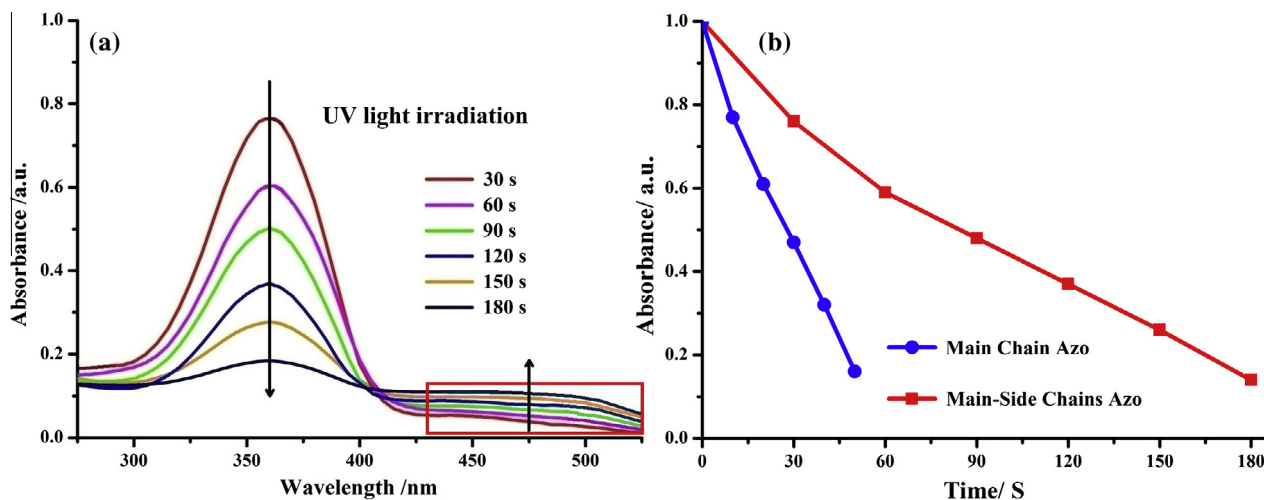 (a)
UV light irradiation
30 s
60 s
90 s
120 s
150 s
180 s
Absorbance /a.u.
1.0
0.8
0.6
0.4
0.2
0.0
300
350
400
450
500
Wavelength /nm
(b)
Main Chain Azo
Main-Side Chains Azo
Absorbance/ a.u.
1.0
0.8
0.6
0.4
0.2
0.0
0
30
60
90
120
150
180
Time/ S